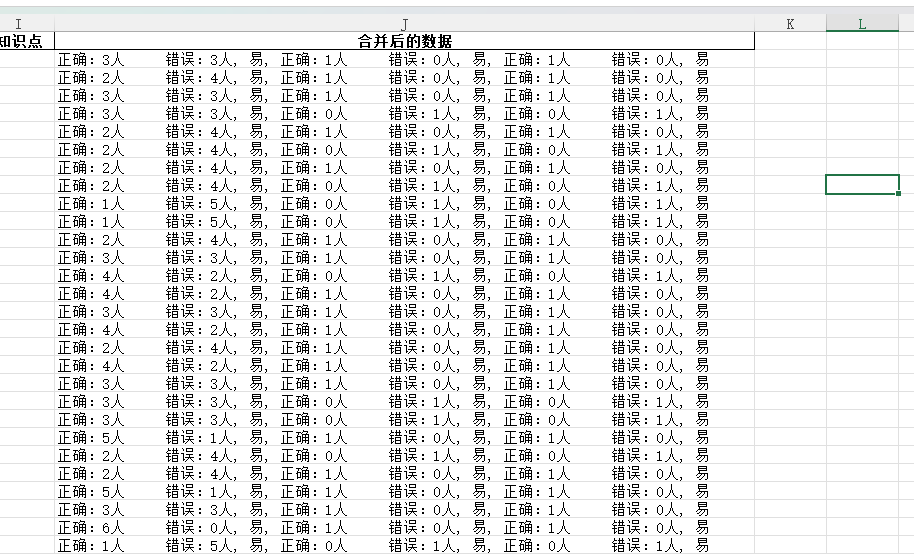 I J K L
知识点 合并后的数据
正确：3人 错误：3人, 易, 正确：1人 错误：0人, 易, 正确：1人 错误：0人, 易
正确：2人 错误：4人, 易, 正确：1人 错误：0人, 易, 正确：1人 错误：0人, 易
正确：3人 错误：3人, 易, 正确：1人 错误：0人, 易, 正确：1人 错误：0人, 易
正确：3人 错误：3人, 易, 正确：0人 错误：1人, 易, 正确：0人 错误：1人, 易
正确：2人 错误：4人, 易, 正确：1人 错误：0人, 易, 正确：1人 错误：0人, 易
正确：2人 错误：4人, 易, 正确：0人 错误：1人, 易, 正确：0人 错误：1人, 易
正确：2人 错误：4人, 易, 正确：1人 错误：0人, 易, 正确：1人 错误：0人, 易
正确：2人 错误：4人, 易, 正确：0人 错误：1人, 易, 正确：0人 错误：1人, 易
正确：1人 错误：5人, 易, 正确：0人 错误：1人, 易, 正确：0人 错误：1人, 易
正确：1人 错误：5人, 易, 正确：0人 错误：1人, 易, 正确：0人 错误：1人, 易
正确：2人 错误：4人, 易, 正确：1人 错误：0人, 易, 正确：1人 错误：0人, 易
正确：3人 错误：3人, 易, 正确：1人 错误：0人, 易, 正确：1人 错误：0人, 易
正确：4人 错误：2人, 易, 正确：0人 错误：1人, 易, 正确：0人 错误：1人, 易
正确：4人 错误：2人, 易, 正确：1人 错误：0人, 易, 正确：1人 错误：0人, 易
正确：3人 错误：3人, 易, 正确：1人 错误：0人, 易, 正确：1人 错误：0人, 易
正确：4人 错误：2人, 易, 正确：1人 错误：0人, 易, 正确：1人 错误：0人, 易
正确：2人 错误：4人, 易, 正确：1人 错误：0人, 易, 正确：1人 错误：0人, 易
正确：4人 错误：2人, 易, 正确：1人 错误：0人, 易, 正确：1人 错误：0人, 易
正确：3人 错误：3人, 易, 正确：1人 错误：0人, 易, 正确：1人 错误：0人, 易
正确：3人 错误：3人, 易, 正确：0人 错误：1人, 易, 正确：0人 错误：1人, 易
正确：3人 错误：3人, 易, 正确：0人 错误：1人, 易, 正确：0人 错误：1人, 易
正确：5人 错误：1人, 易, 正确：1人 错误：0人, 易, 正确：1人 错误：0人, 易
正确：2人 错误：4人, 易, 正确：0人 错误：1人, 易, 正确：0人 错误：1人, 易
正确：2人 错误：4人, 易, 正确：1人 错误：0人, 易, 正确：1人 错误：0人, 易
正确：5人 错误：1人, 易, 正确：1人 错误：0人, 易, 正确：1人 错误：0人, 易
正确：3人 错误：3人, 易, 正确：1人 错误：0人, 易, 正确：1人 错误：0人, 易
正确：6人 错误：0人, 易, 正确：1人 错误：0人, 易, 正确：1人 错误：0人, 易
正确：1人 错误：5人, 易, 正确：0人 错误：1人, 易, 正确：0人 错误：1人, 易